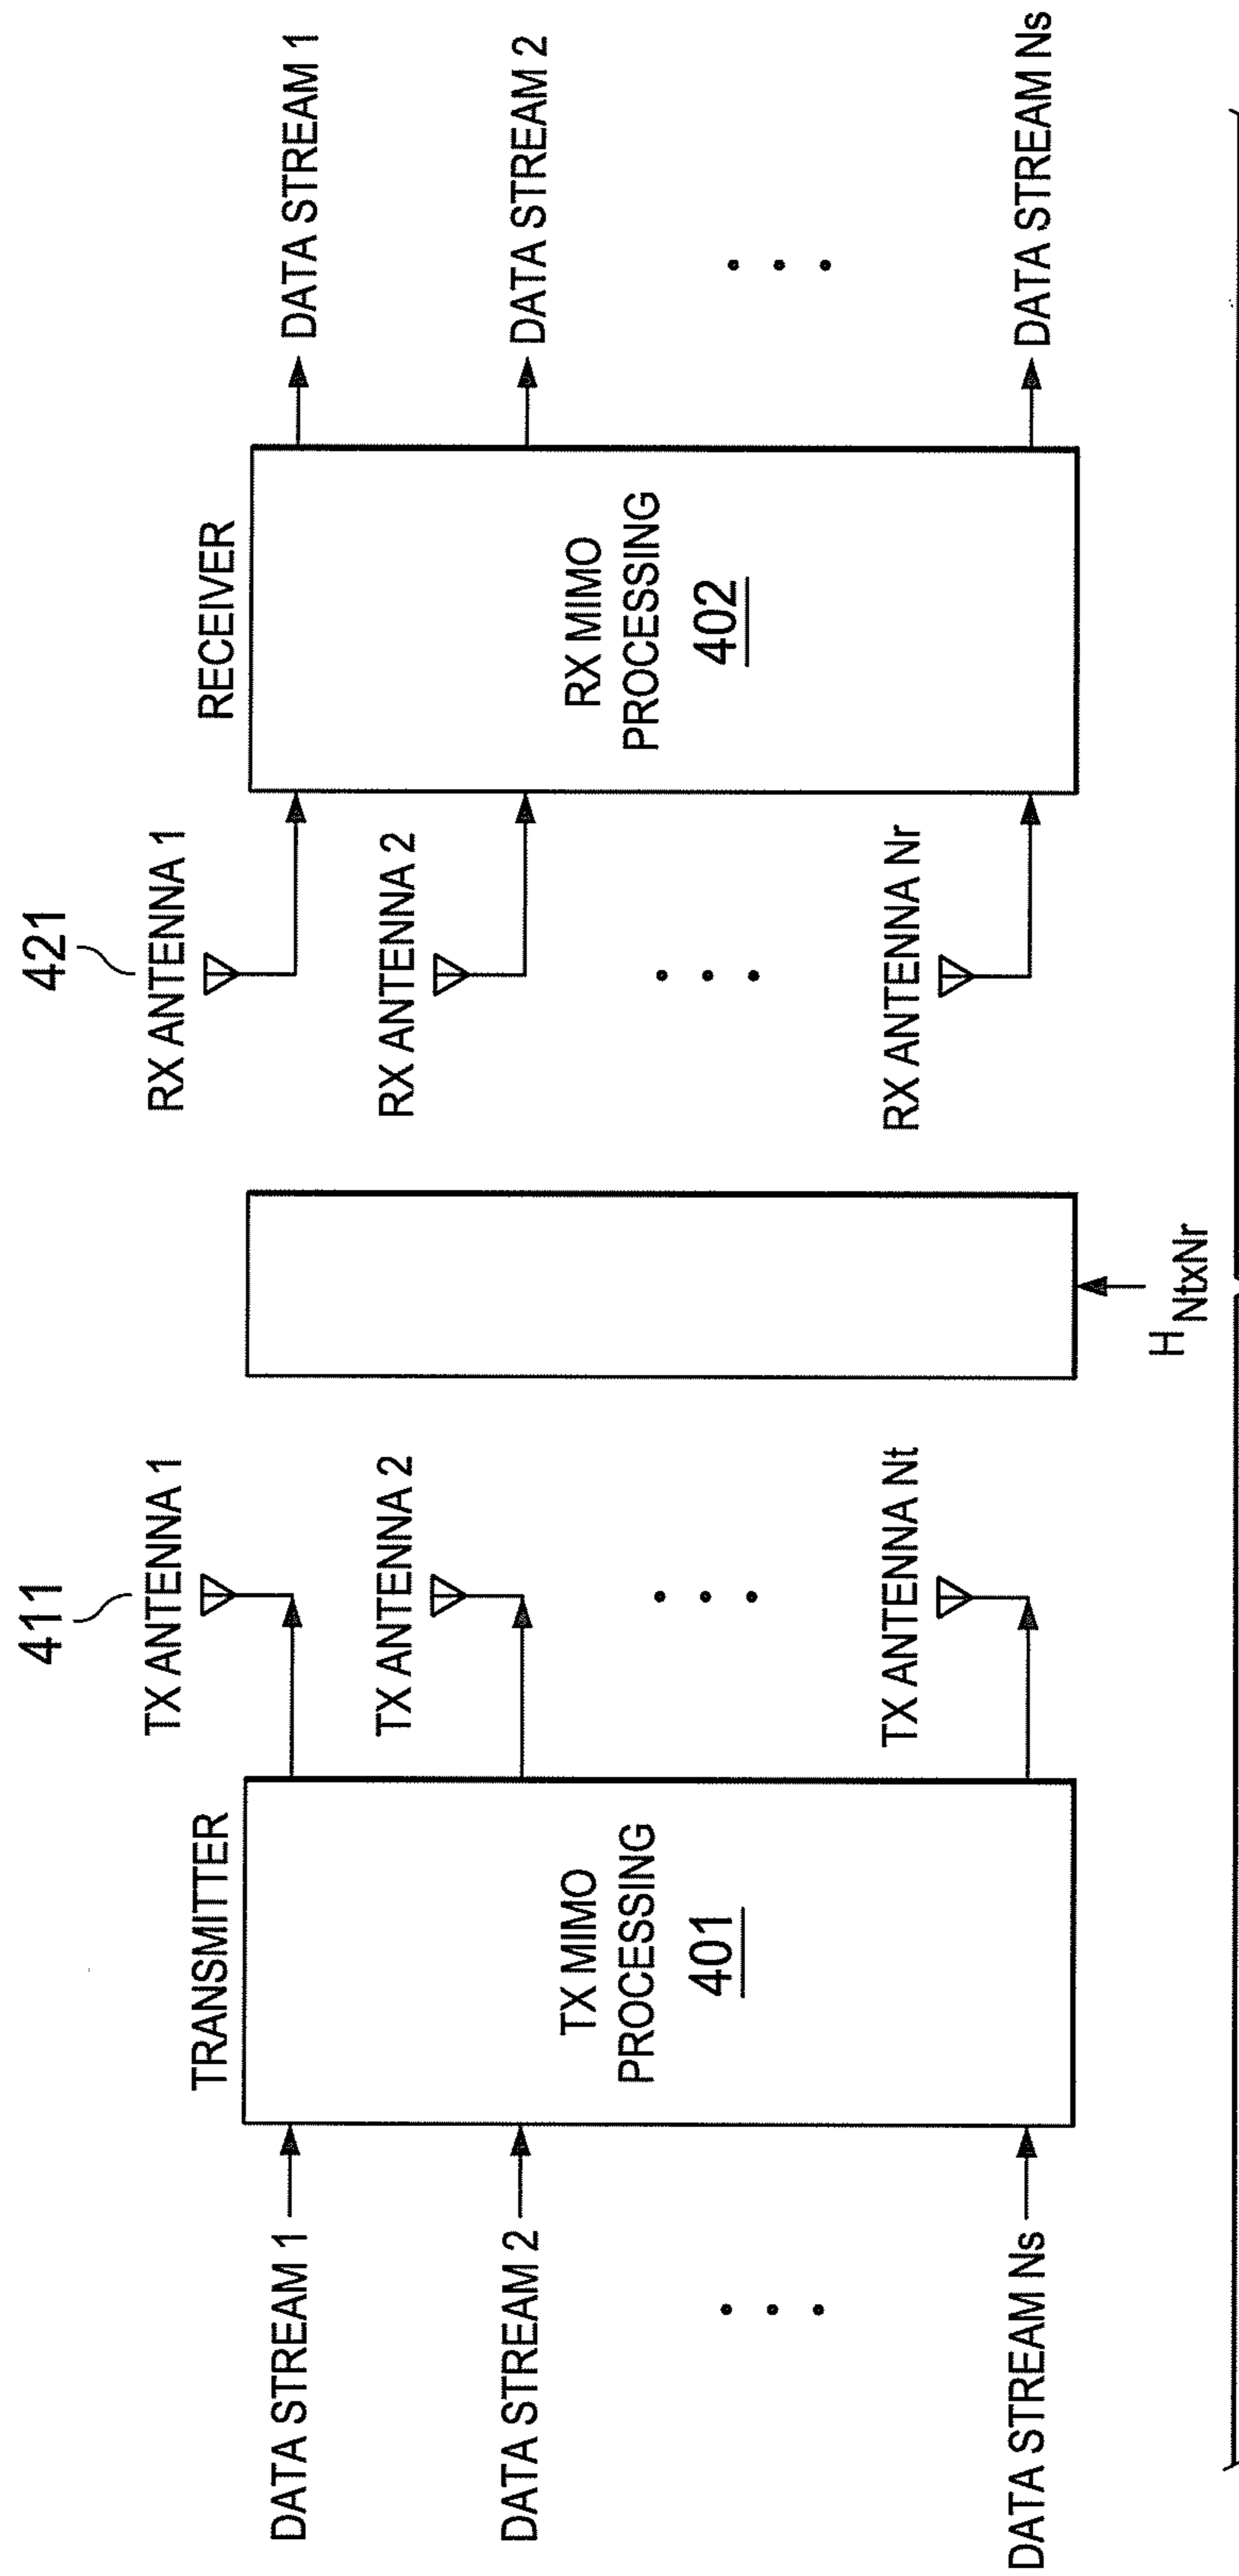 411
421
TRANSMITTER
TX ANTENNA 1
RX ANTENNA 1
RECEIVER
DATA STREAM 1
DATA STREAM 1
TX ANTENNA 2
RX ANTENNA 2
DATA STREAM 2
DATA STREAM 2
TX MIMO
PROCESSING
401
RX MIMO
PROCESSING
402
• • •
• • •
• • •
• • •
TX ANTENNA Nt
RX ANTENNA Nr
DATA STREAM Ns
DATA STREAM Ns
H NtxNr